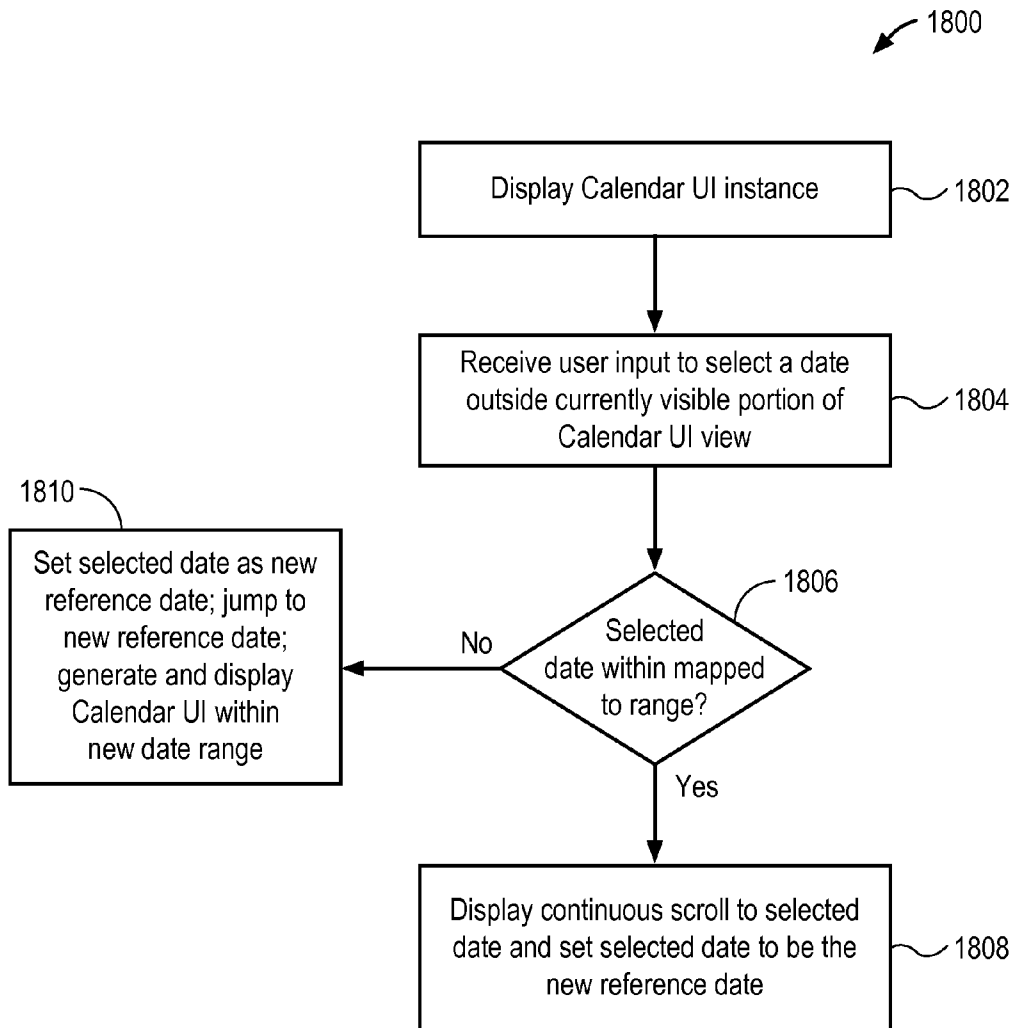 1800
Display Calendar UI instance
1802
Receive user input to select a date
outside currently visible portion of
Calendar UI view
1804
1810
Set selected date as new
reference date; jump to
new reference date;
generate and display
Calendar UI within
new date range
No
1806
Selected
date within mapped
to range?
Yes
Display continuous scroll to selected
date and set selected date to be the
new reference date
1808